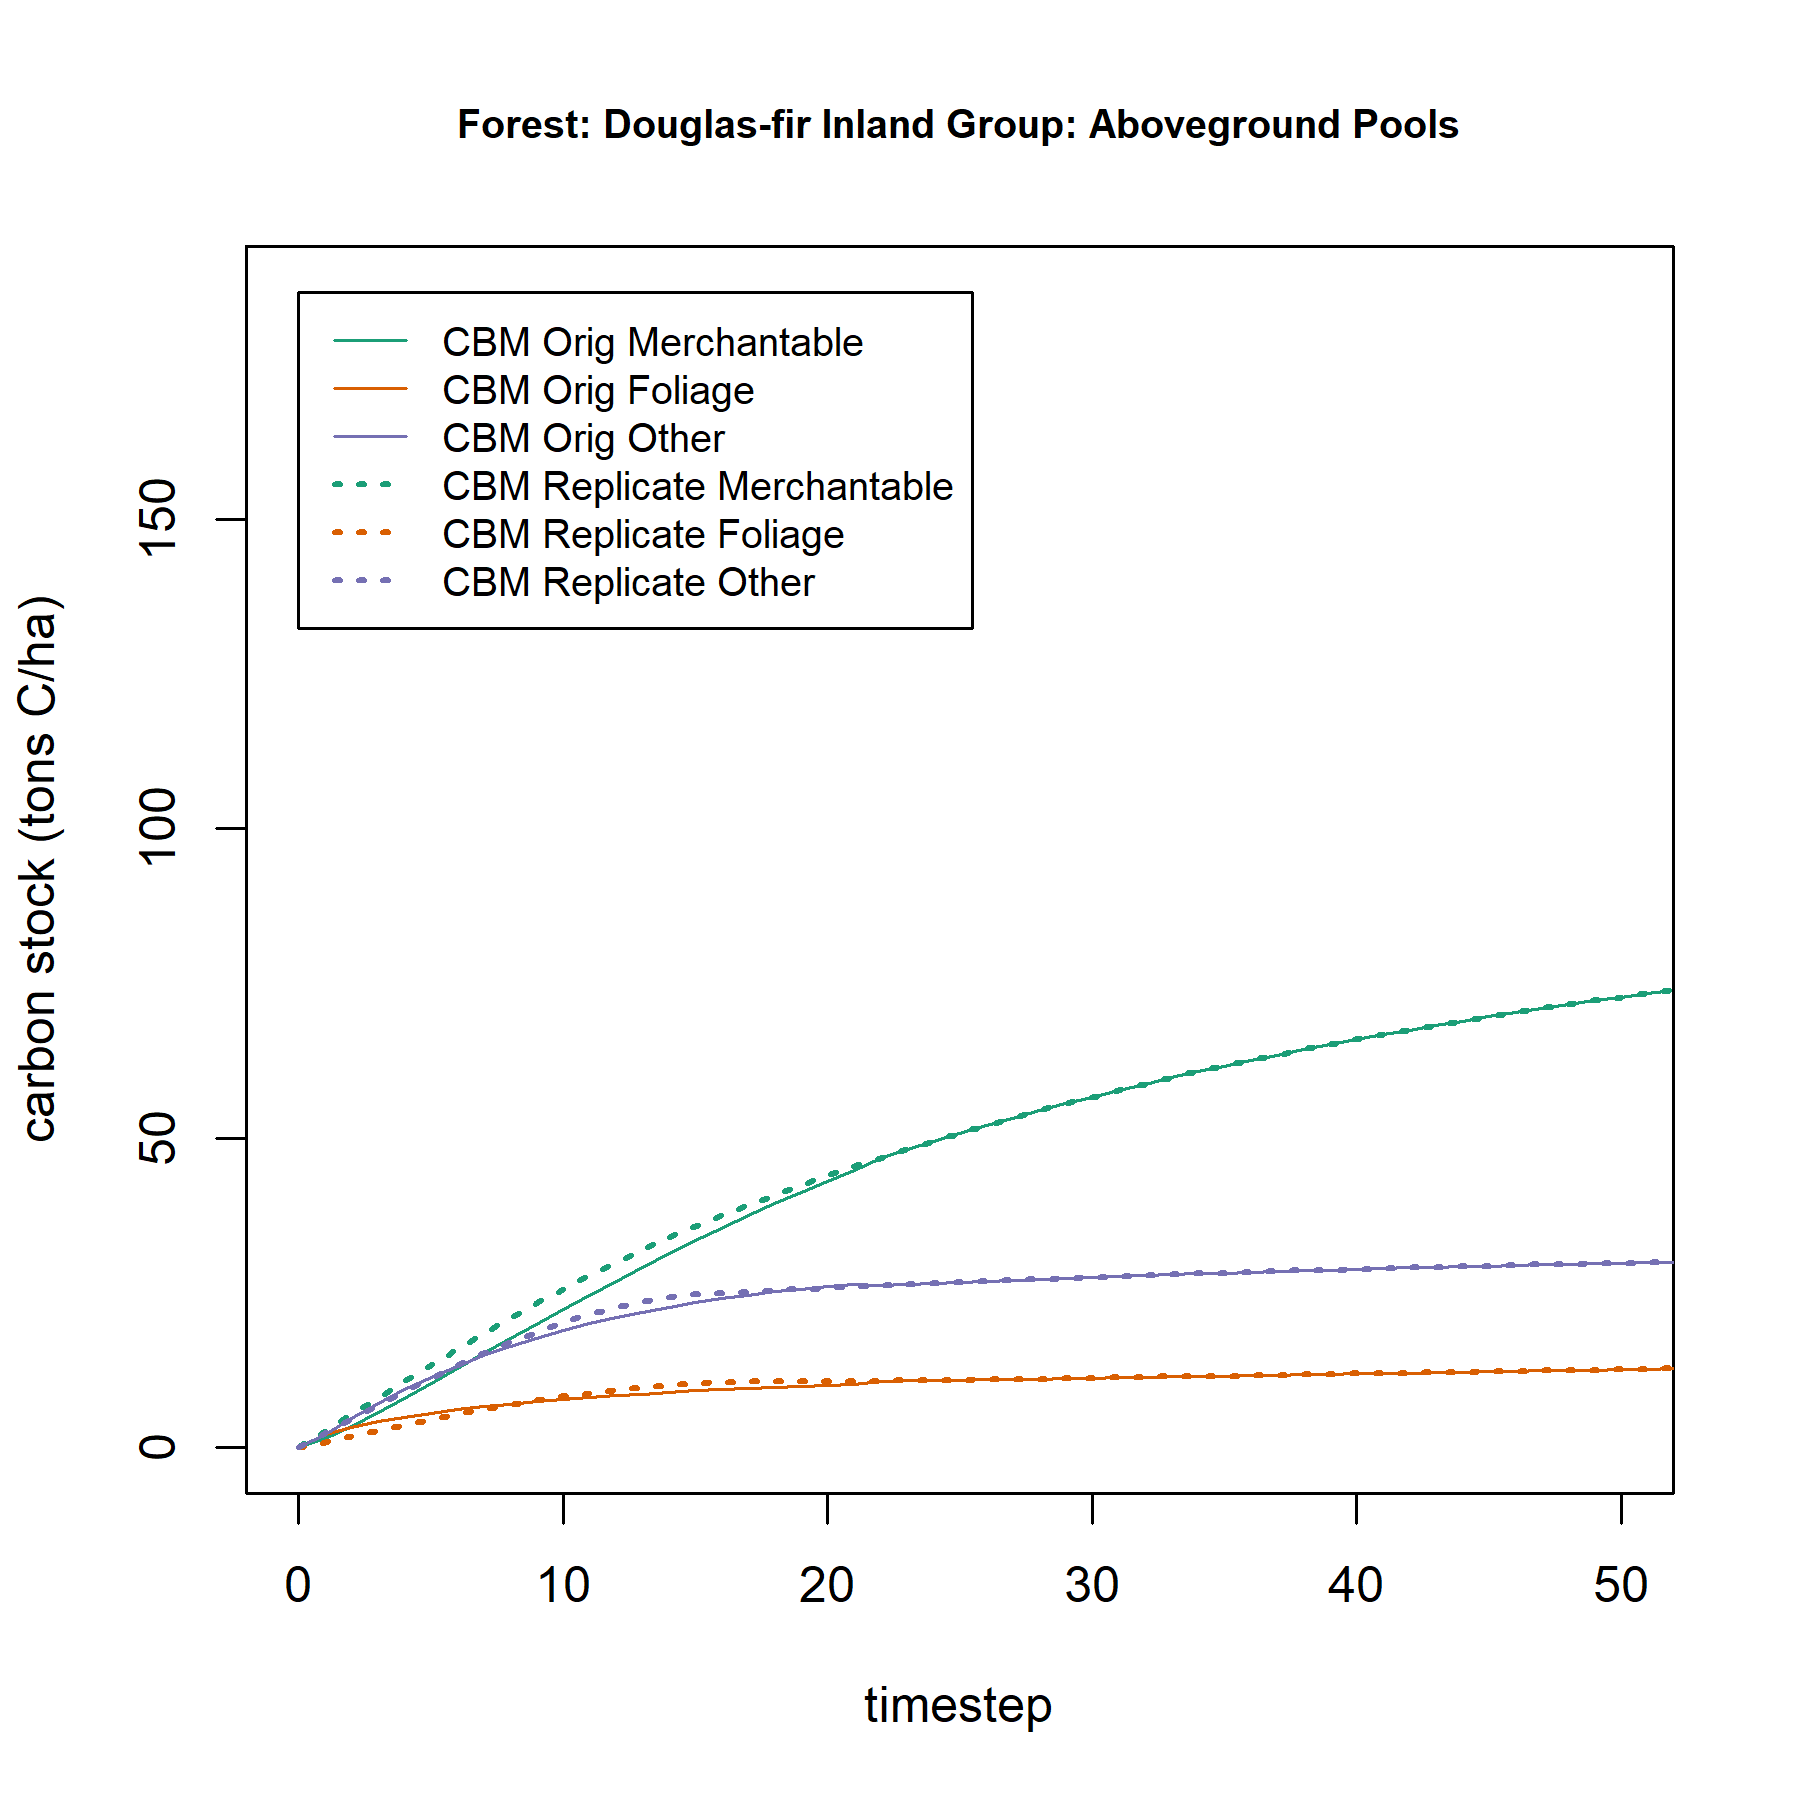 Forest: Douglas-fir Inland Group: Aboveground Pools
CBM Orig Merchantable
CBM Orig Foliage
CBM Orig Other
CBM Replicate Merchantable
CBM Replicate Foliage
CBM Replicate Other
carbon stock (tons C/ha)
150
100
50
0
0 10 20 30 40 50
timestep